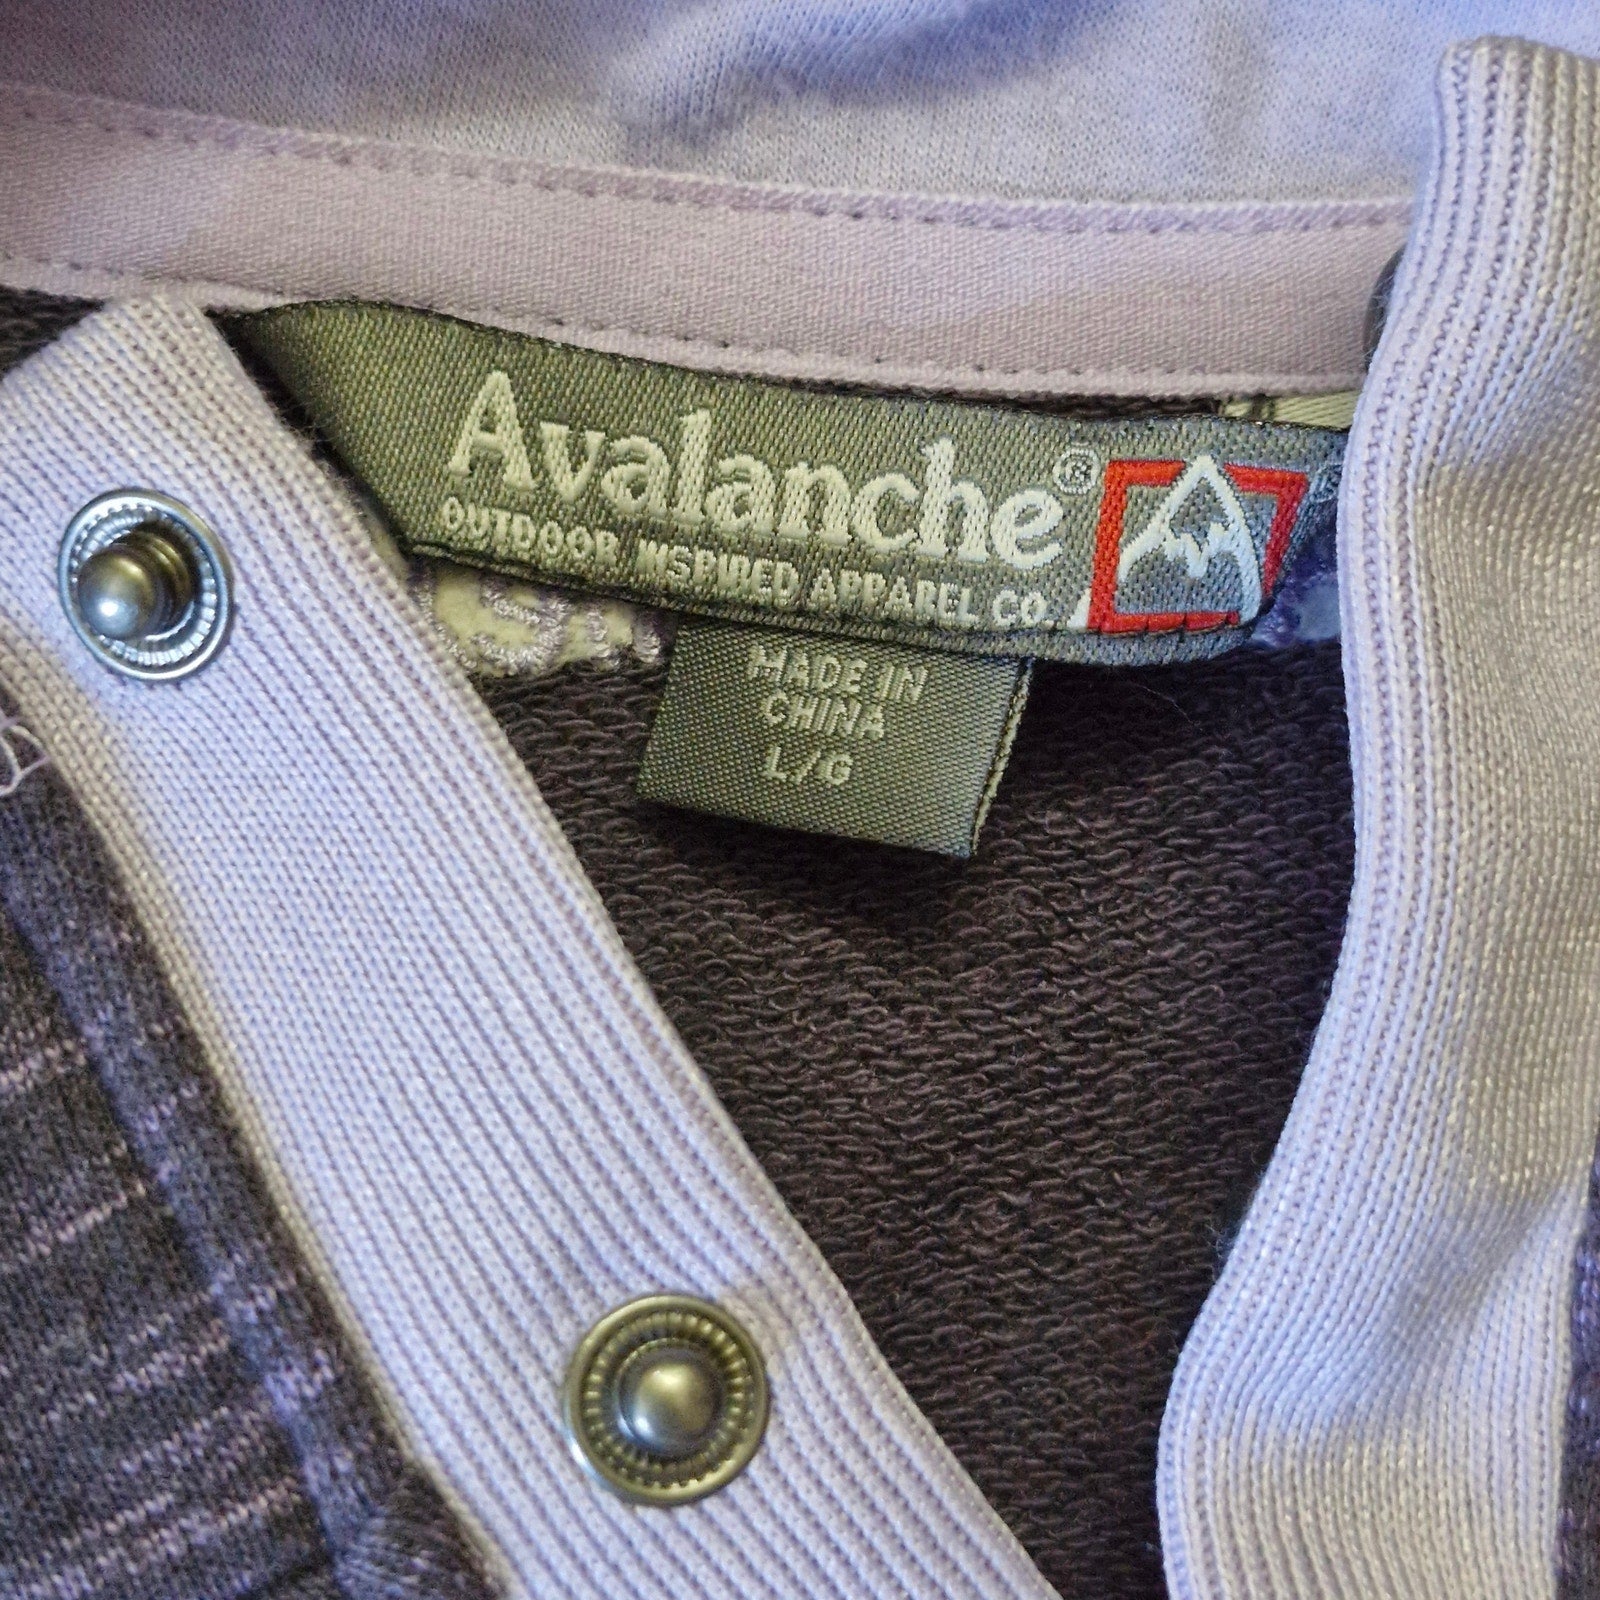 Avalanche®
OUTDOOR INSPIRED APPAREL CO.
MADE IN
CHINA
L/G